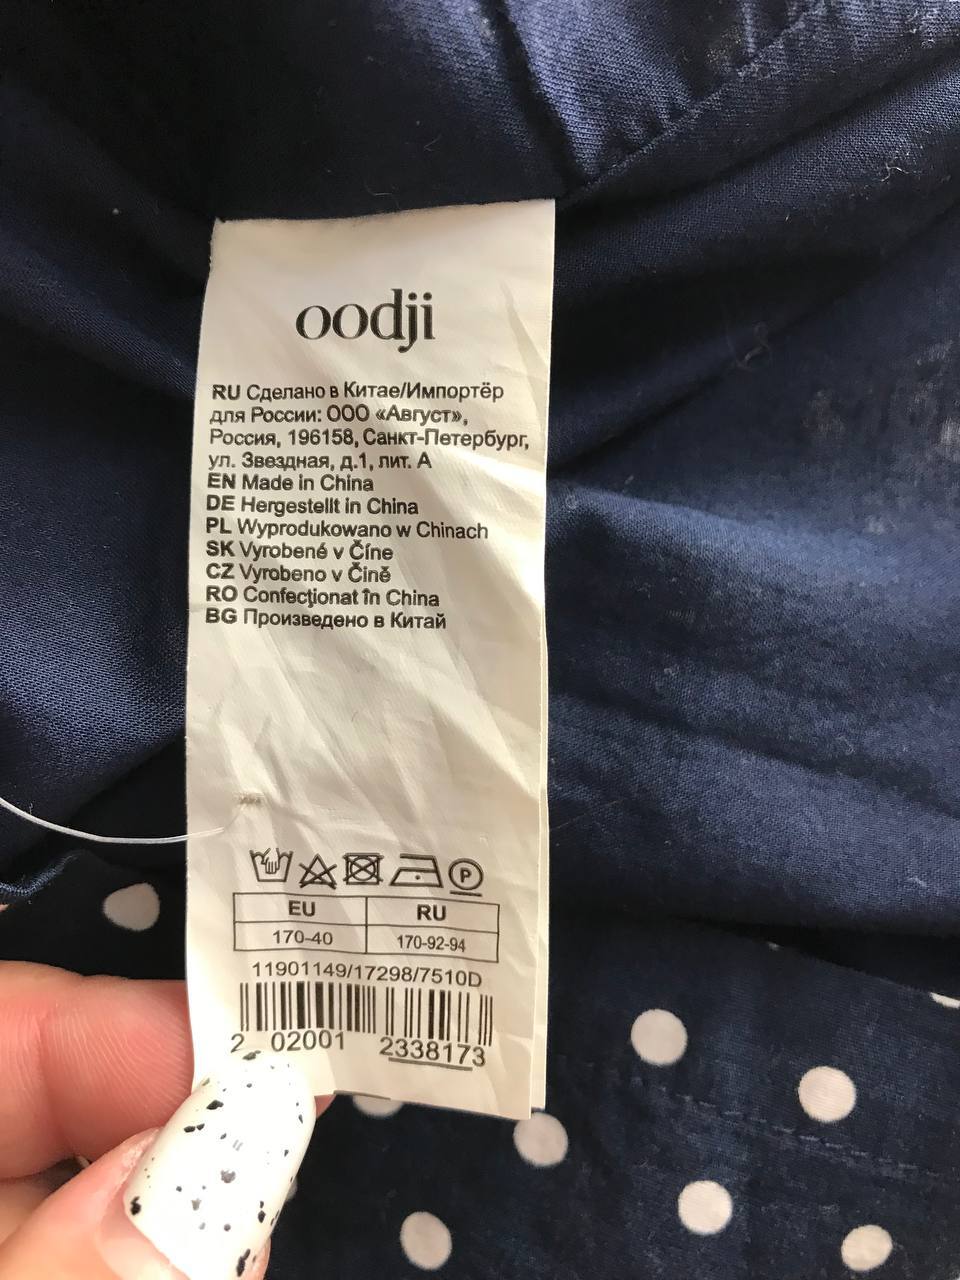 oodji
RU Сделано в Китае/Импортёр
для России: ООО «Август»,
Россия, 196158, Санкт-Петербург,
ул. Звездная, д.1, лит. А
EN Made in China
DE Hergestellt in China
PL Wyprodukowano w Chinach
SK Vyrobené v Číne
CZ Vyrobeno v Čině
RO Confecţionat în China
BG Произведено в Китай
P
EU RU
170-40 170-92-94
11901149/17298/7510D
2 02001 2338173